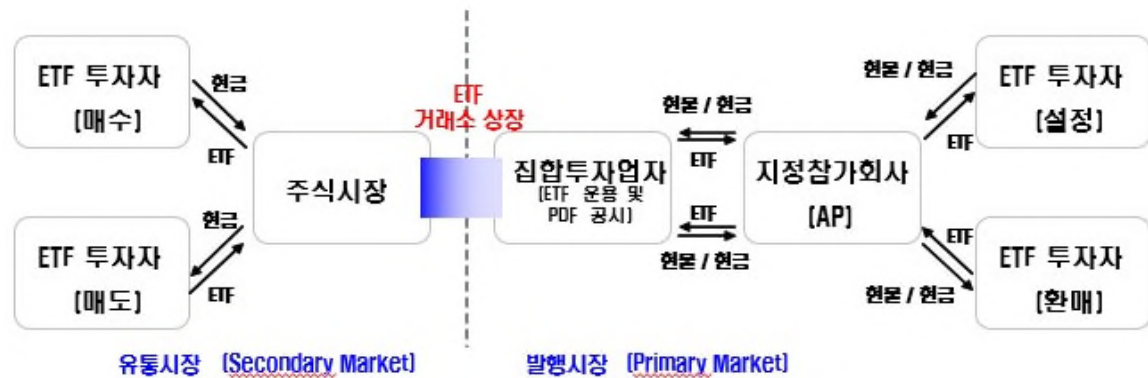 ETF 투자자
(매수)
현금
ETF
ETF 투자자
(매도)
현금
ETF
주식시장
ETF
거래소 상장
집합투자업자
(ETF 운용 및
PDF 공시)
현물 / 현금
ETF
ETF
현물 / 현금
지정참가회사
(AP)
현물 / 현금
ETF
ETF 투자자
(설정)
ETF
현물 / 현금
ETF 투자자
(환매)
유통시장 (Secondary Market)
발행시장 (Primary Market)